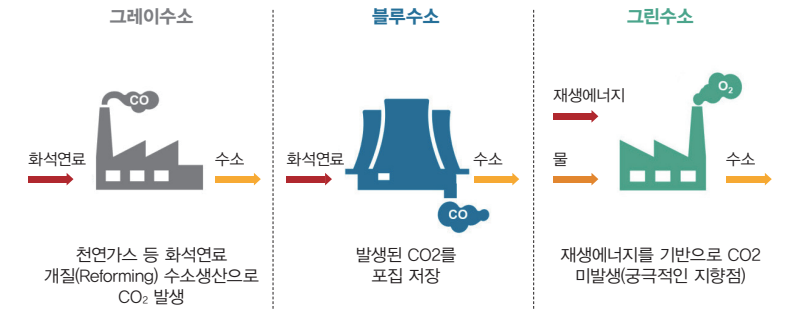 그레이수소
CO
화석연료
수소
천연가스 등 화석연료
개질(Reforming) 수소생산으로
CO₂ 발생
블루수소
화석연료
수소
CO
발생된 CO2를
포집 저장
그린수소
O₂
재생에너지
물
수소
재생에너지를 기반으로 CO2
미발생(궁극적인 지향점)